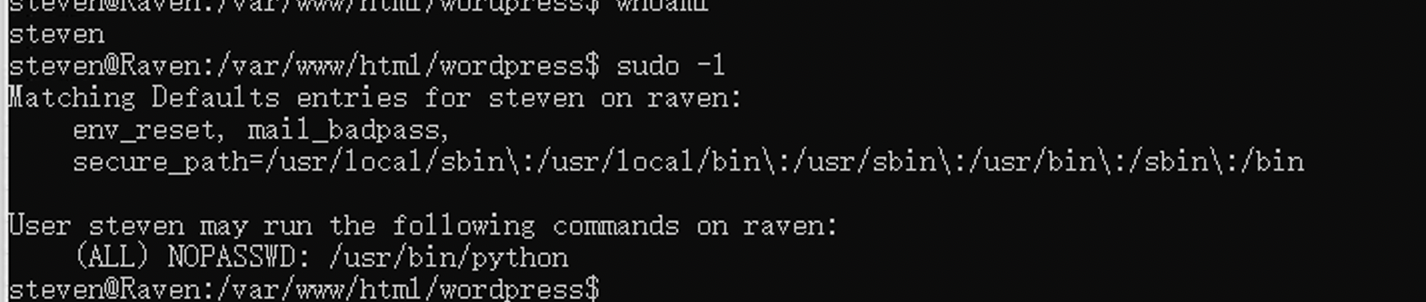 steven@Raven:/var/www/html/wordpress$ whoami
steven
steven@Raven:/var/www/html/wordpress$ sudo -l
Matching Defaults entries for steven on raven:
    env_reset, mail_badpass,
    secure_path=/usr/local/sbin\:/usr/local/bin\:/usr/sbin\:/usr/bin\:/sbin\:/bin

User steven may run the following commands on raven:
    (ALL) NOPASSWD: /usr/bin/python
steven@Raven:/var/www/html/wordpress$